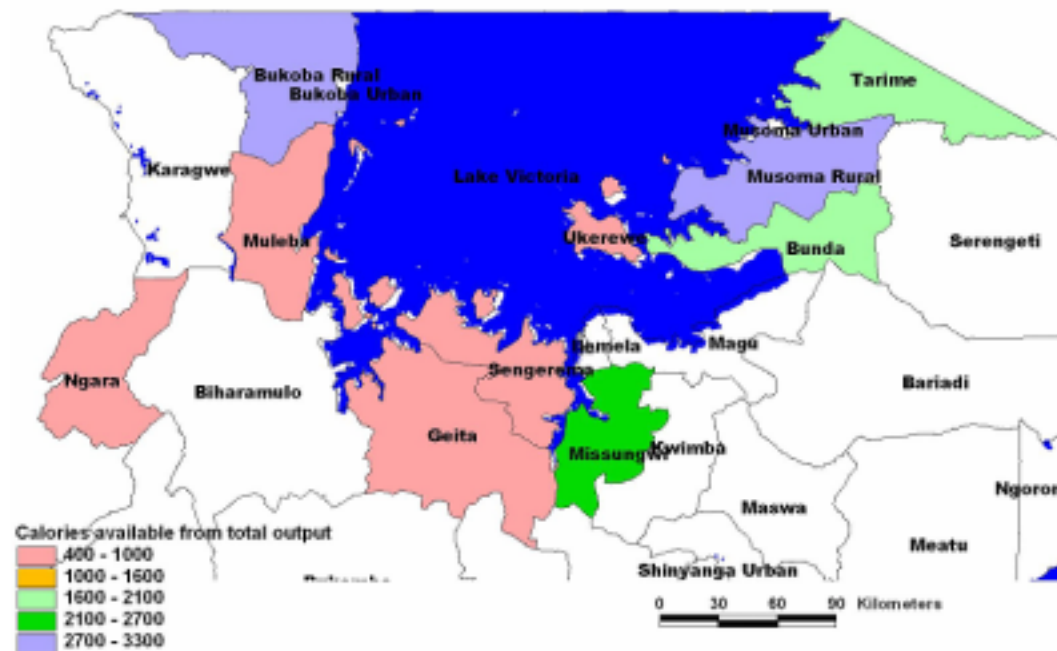 Tarime
Bukoba Rural
Bukoba Urban
Musoma Urban
Karagwe
Lake Victoria
Musoma Rural
Muleba
Ukerewe
Bunda
Serengeti
Magu
Sengerema
Ngara
Biharamulo
Bariadi
Geita
Missungwi
Kwimba
Ngoron
Maswa
Meatu
Shinyanga Urban
Calories available from total output
400 - 1000
1000 - 1600
1600 - 2100
2100 - 2700
2700 - 3300
0 30 60 90 Kilometers